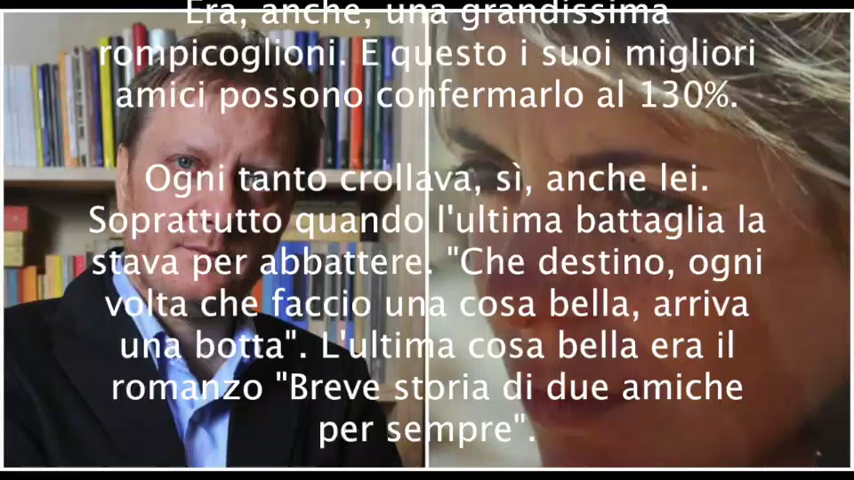 Era, anche, una grandissima
rompicoglioni. E questo i suoi migliori
amici possono confermarlo al 130%.
Ogni tanto crollava, sì, anche lei.
Soprattutto quando l'ultima battaglia la
stava per abbattere. "Che destino, ogni
volta che faccio una cosa bella, arriva
una botta". L'ultima cosa bella era il
romanzo "Breve storia di due amiche
per sempre".